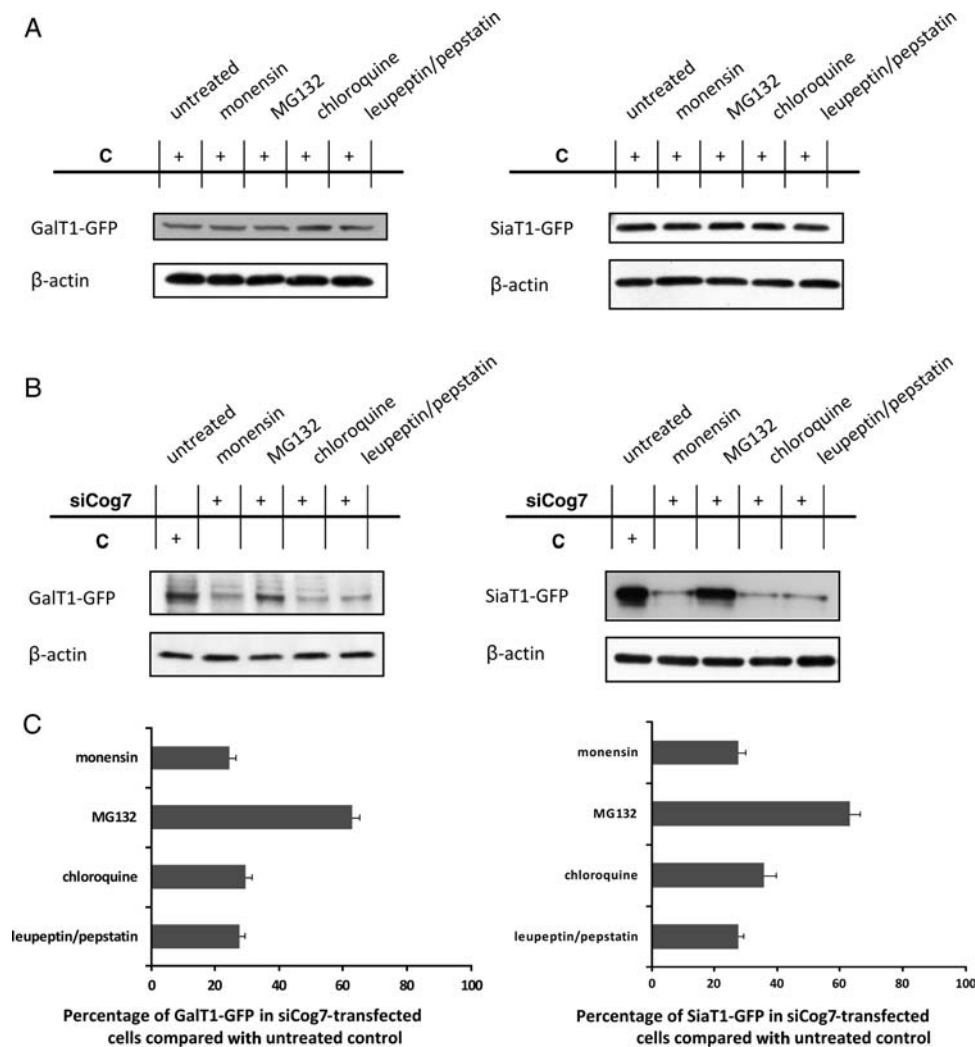 A
untreated
monensin
MG132
chloroquine
leupeptin/pepstatin
C + + + + +
GalT1-GFP
β-actin
untreated
monensin
MG132
chloroquine
leupeptin/pepstatin
C + + + + +
SiaT1-GFP
β-actin
B
untreated
monensin
MG132
chloroquine
leupeptin/pepstatin
siCog7 + + + +
C +
GalT1-GFP
β-actin
untreated
monensin
MG132
chloroquine
leupeptin/pepstatin
siCog7 + + + +
C +
SiaT1-GFP
β-actin
C
monensin
MG132
chloroquine
leupeptin/pepstatin
0 20 40 60 80 100
Percentage of GalT1-GFP in siCog7-transfected
cells compared with untreated control
monensin
MG132
chloroquine
leupeptin/pepstatin
0 20 40 60 80 100
Percentage of SiaT1-GFP in siCog7-transfected
cells compared with untreated control